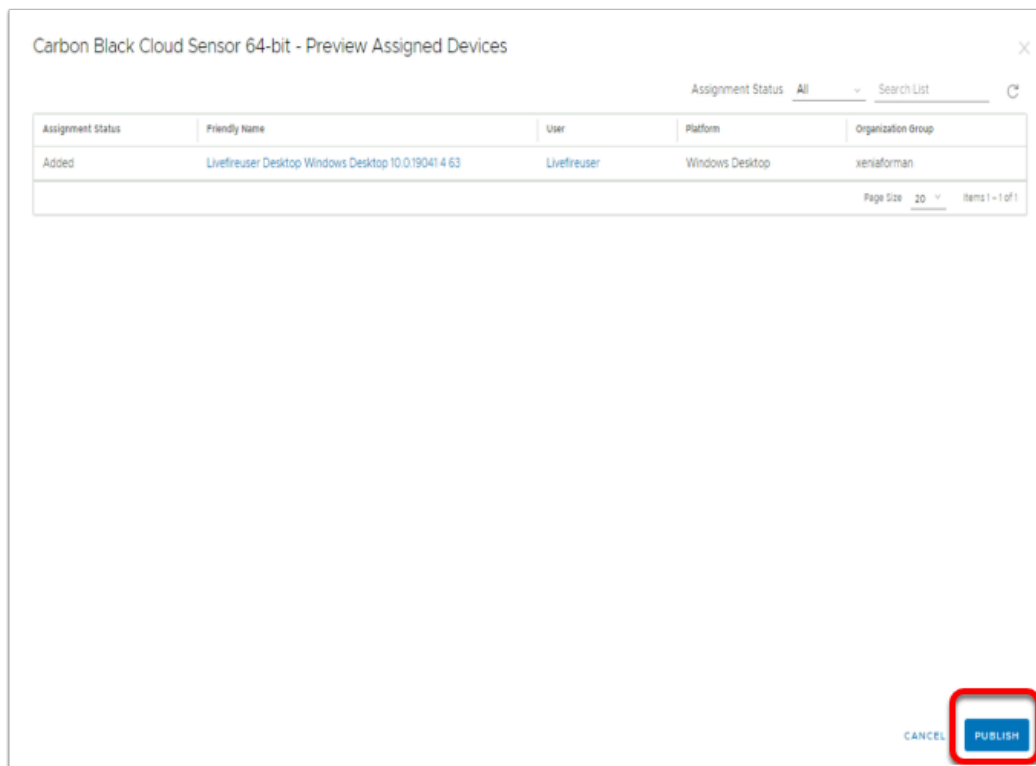 Carbon Black Cloud Sensor 64-bit - Preview Assigned Devices
Assignment Status All Search List
Assignment Status Friendly Name User Platform Organization Group
Added Livefireuser Desktop Windows Desktop 10.0.19041 4 63 Livefireuser Windows Desktop xeniaforman
Page Size 20 Items 1 – 1 of 1
CANCEL PUBLISH